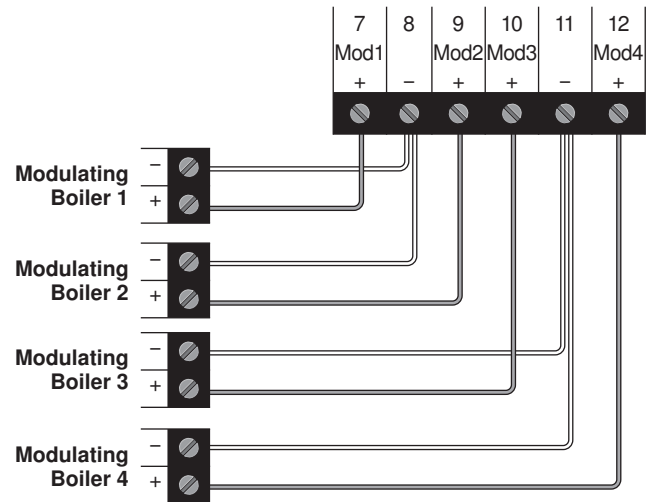 7 8 9 10 11 12
Mod1 Mod2 Mod3 Mod4
+ − + + − +
Modulating
Boiler 1
−
+
Modulating
Boiler 2
−
+
Modulating
Boiler 3
−
+
Modulating
Boiler 4
−
+